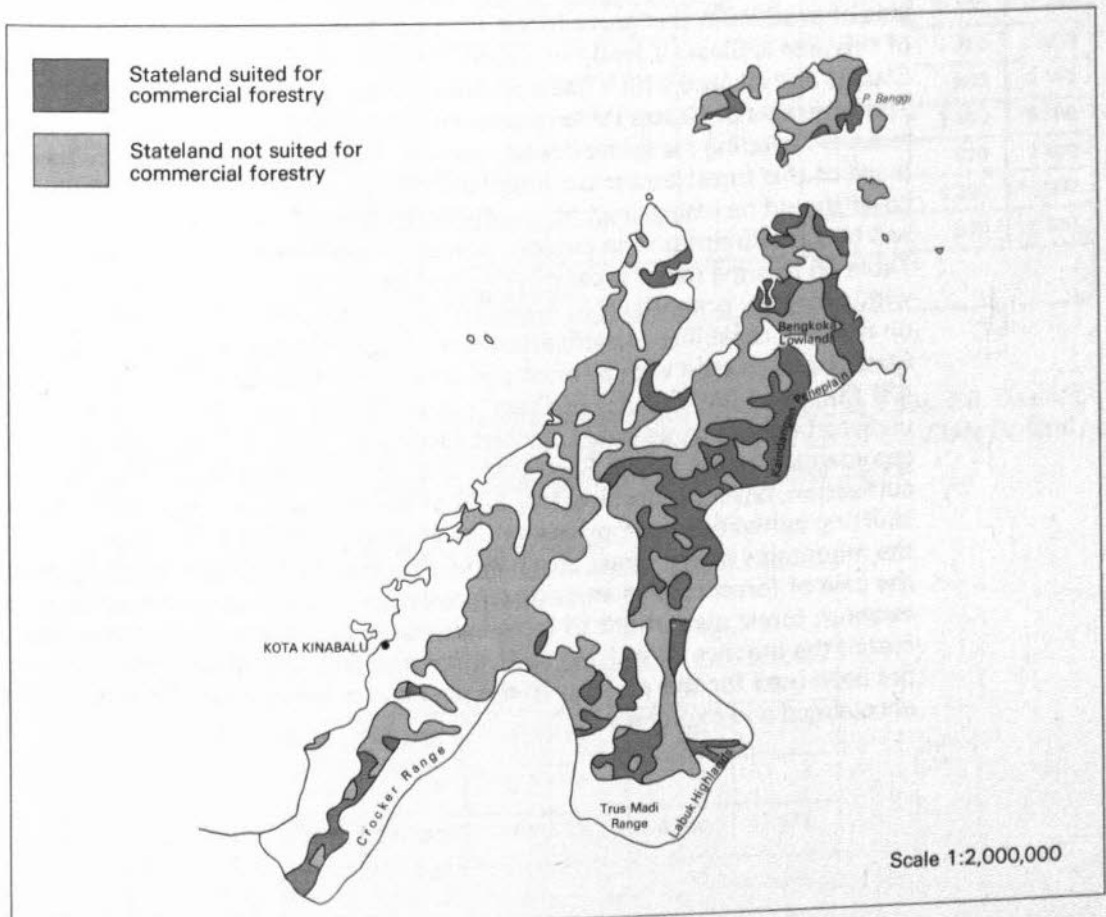 Stateland suited for
commercial forestry
Stateland not suited for
commercial forestry
P. Banggi
Bengkoka
Lowlands
Kaindangan Peneplain
KOTA KINABALU
Crocker Range
Trus Madi
Range
Labuk Highlands
Scale 1:2,000,000